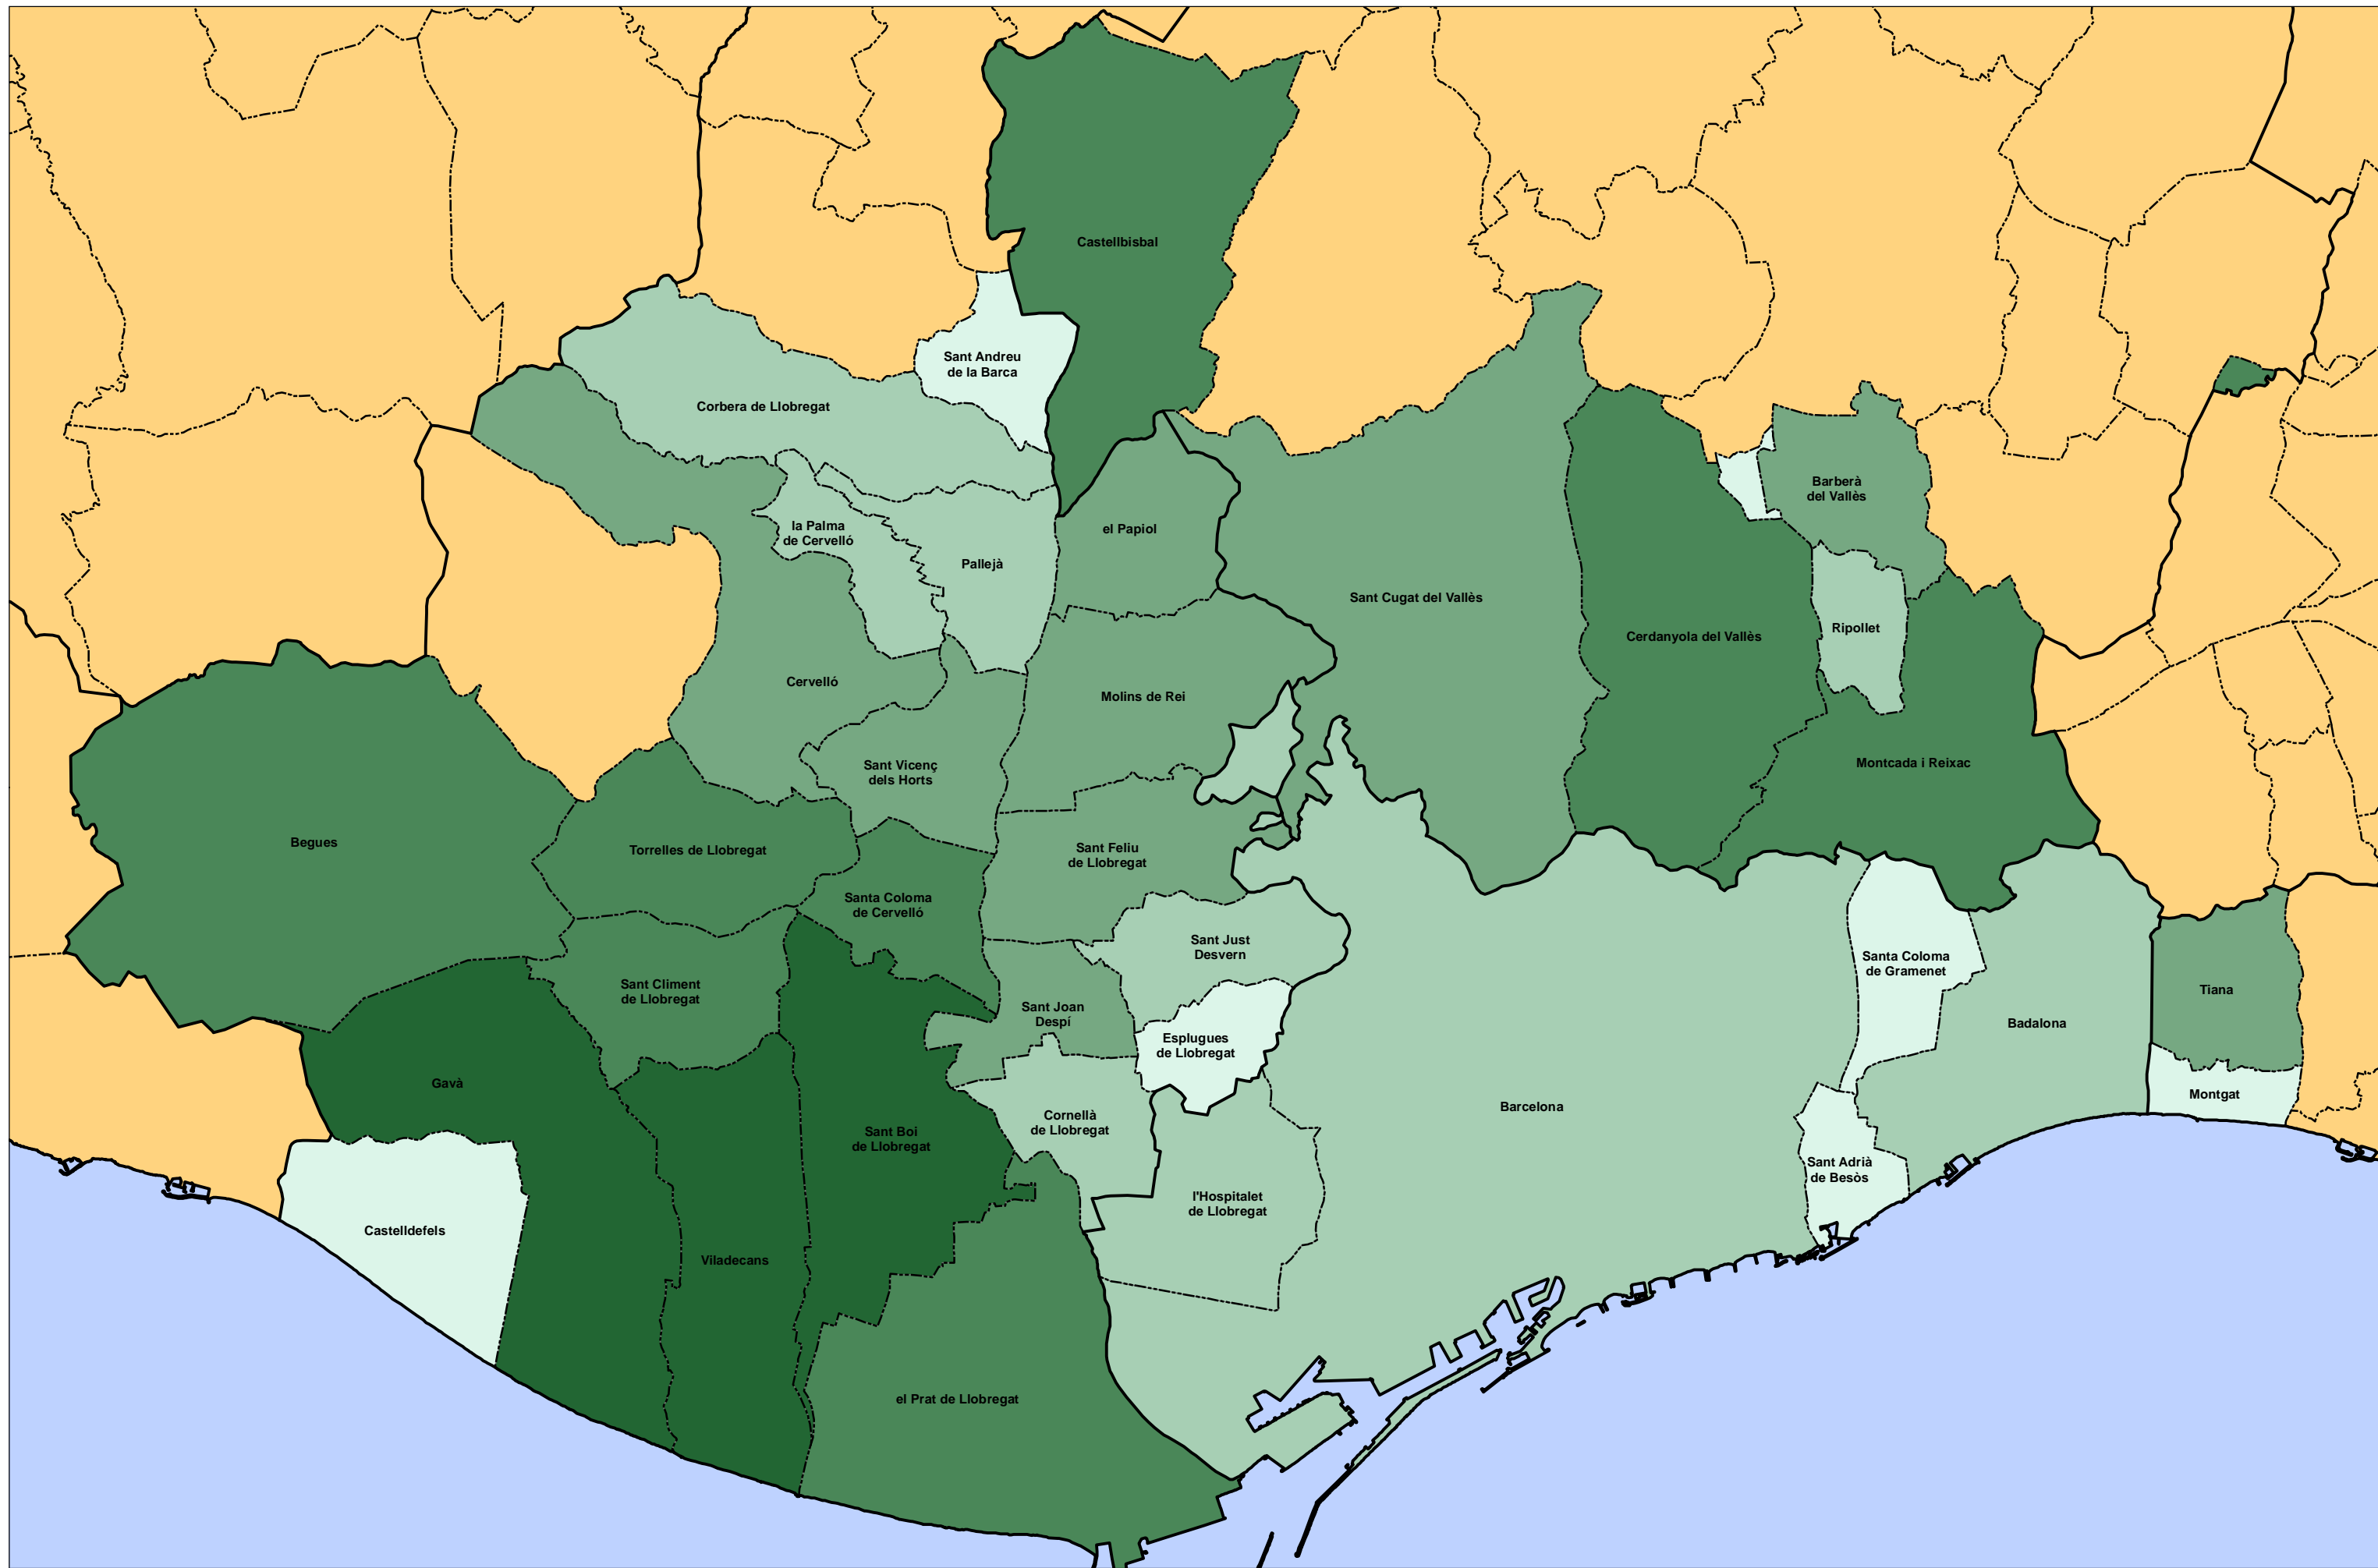 Castellbisbal
Sant Andreu
de la Barca
Corbera de Llobregat
Barberà
del Vallès
la Palma
de Cervelló
el Papiol
Pallejà
Sant Cugat del Vallès
Ripollet
Cerdanyola del Vallès
Cervelló
Molins de Rei
Montcada i Reixac
Sant Vicenç
dels Horts
Begues
Torrelles de Llobregat
Sant Feliu
de Llobregat
Santa Coloma
de Cervelló
Sant Just
Desvern
Santa Coloma
de Gramenet
Sant Climent
de Llobregat
Tiana
Sant Joan
Despí
Badalona
Esplugues
de Llobregat
Gavà
Montgat
Barcelona
Cornellà
de Llobregat
Sant Boi
de Llobregat
Sant Adrià
de Besòs
l'Hospitalet
de Llobregat
Castelldefels
Viladecans
el Prat de Llobregat